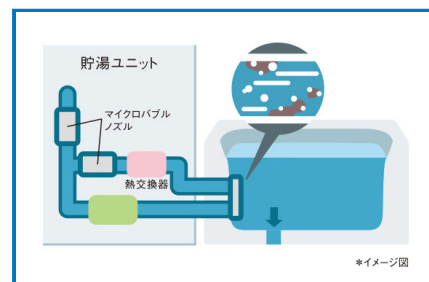 貯湯ユニット
マイクロバブル
ノズル
熱交換器
*イメージ図